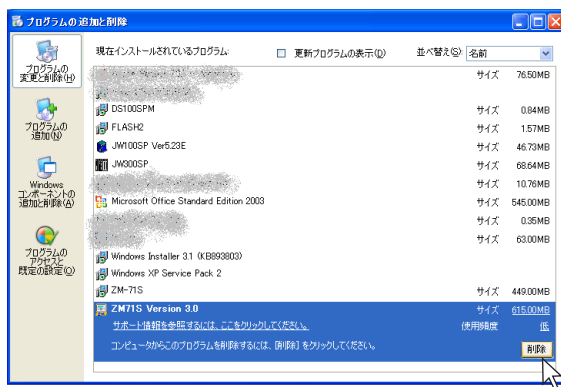 プログラムの追加と削除
現在インストールされているプログラム:
更新プログラムの表示(D)
並べ替え(S):
名前
プログラムの
変更と削除(H)
プログラムの
追加(N)
Windows
コンポーネントの
追加と削除(A)
プログラムの
アクセスと
既定の設定(O)
サイズ 76.50MB
DS100SPM サイズ 0.84MB
FLASH2 サイズ 1.57MB
JW100SP Ver5.23E サイズ 46.73MB
JW300SP サイズ 68.64MB
サイズ 10.76MB
Microsoft Office Standard Edition 2003 サイズ 545.00MB
サイズ 0.35MB
サイズ 63.00MB
Windows Installer 3.1 (KB893803)
Windows XP Service Pack 2
ZM-71S サイズ 449.00MB
ZM71S Version 3.0 サイズ 615.00MB
サポート情報を参照するには、ここをクリックしてください。 使用頻度 低
コンピュータからこのプログラムを削除するには、[削除] をクリックしてください。 削除